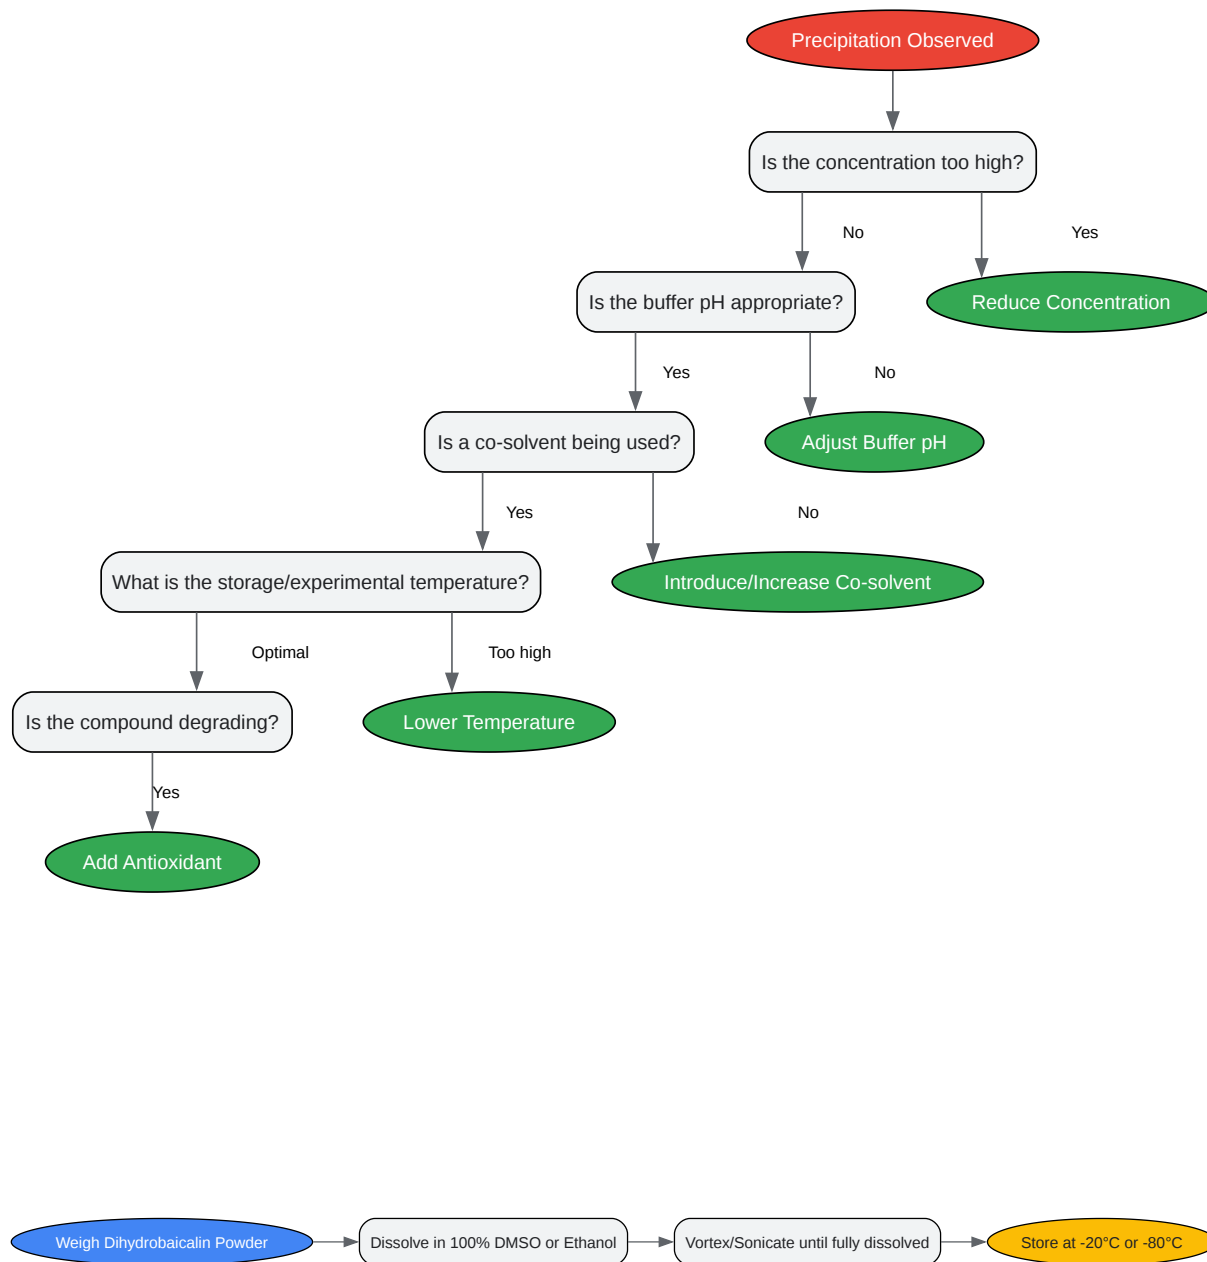 Precipitation Observed
Is the concentration too high?
No
Yes
Is the buffer pH appropriate?
Reduce Concentration
Yes
No
Is a co-solvent being used?
Adjust Buffer pH
Yes
No
What is the storage/experimental temperature?
Introduce/Increase Co-solvent
Optimal
Too high
Is the compound degrading?
Lower Temperature
Yes
Add Antioxidant
Weigh Dihydrobaicalin Powder
Dissolve in 100% DMSO or Ethanol
Vortex/Sonicate until fully dissolved
Store at -20°C or -80°C